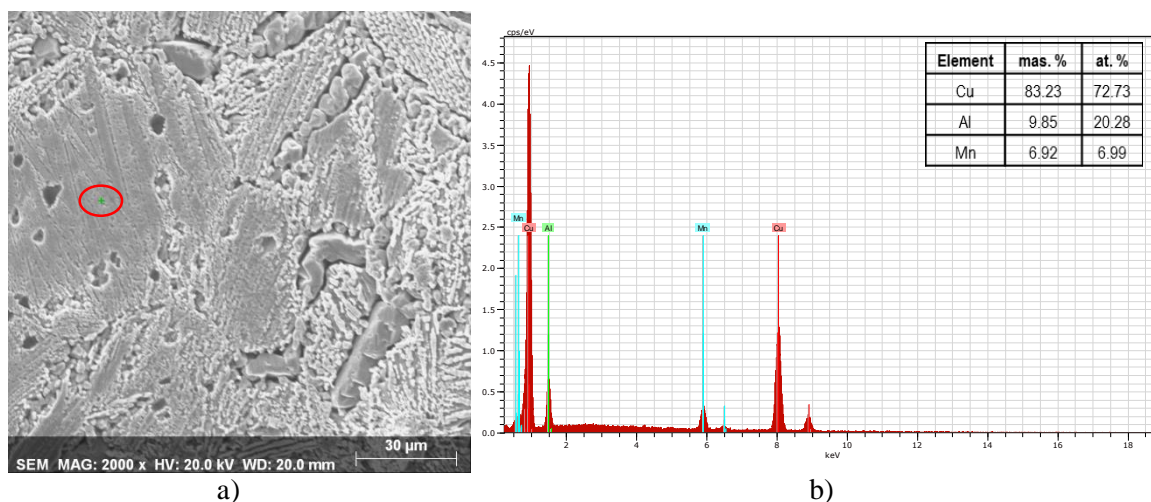 30 µm
SEM MAG: 2000 x HV: 20.0 kV WD: 20.0 mm
a)
cps/eV
4.5
4.0
3.5
3.0
2.5
2.0
1.5
1.0
0.5
0.0
2 4 6 8 10 12 14 16 18
keV
Mn
Cu Al Mn Cu
Element mas. % at. %
Cu 83.23 72.73
Al 9.85 20.28
Mn 6.92 6.99
b)